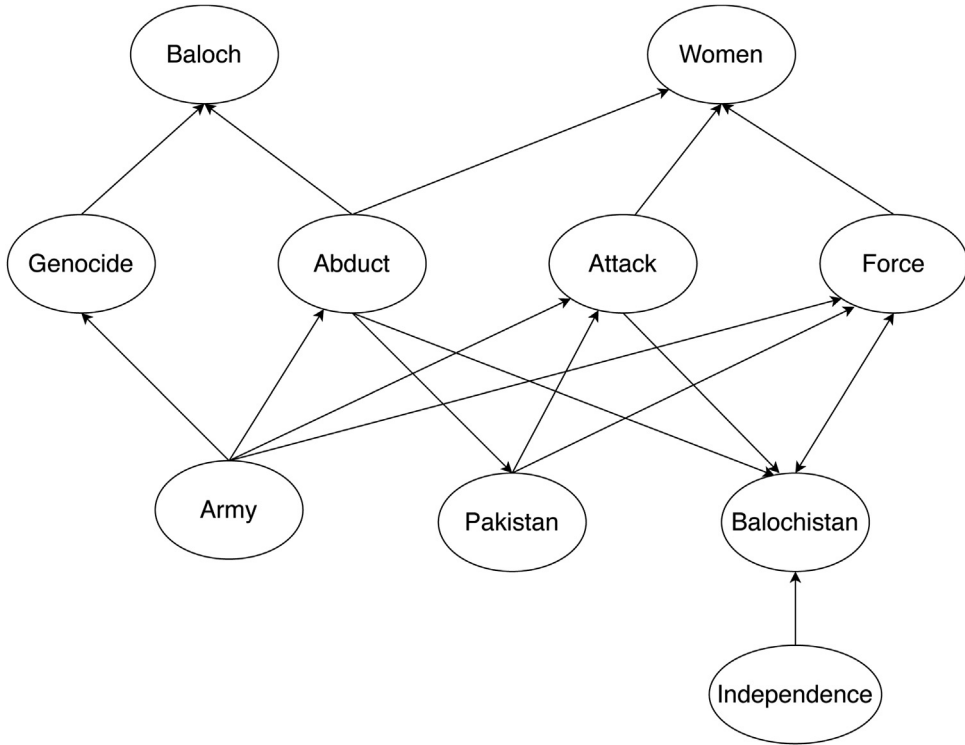 Baloch
Women
Genocide
Abduct
Attack
Force
Army
Pakistan
Balochistan
Independence